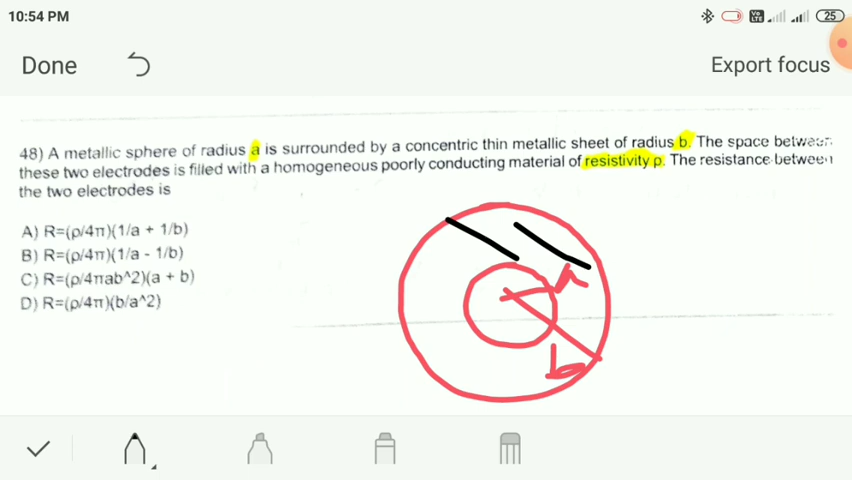 10:54 PM
Vo
LTE
25
Done
Export focus
48) A metallic sphere of radius a is surrounded by a concentric thin metallic sheet of radius b. The space between
these two electrodes is filled with a homogeneous poorly conducting material of resistivity ρ. The resistance between
the two electrodes is
A) R=(ρ/4π)(1/a + 1/b)
B) R=(ρ/4π)(1/a - 1/b)
C) R=(ρ/4πab^2)(a + b)
D) R=(ρ/4π)(b/a^2)
b